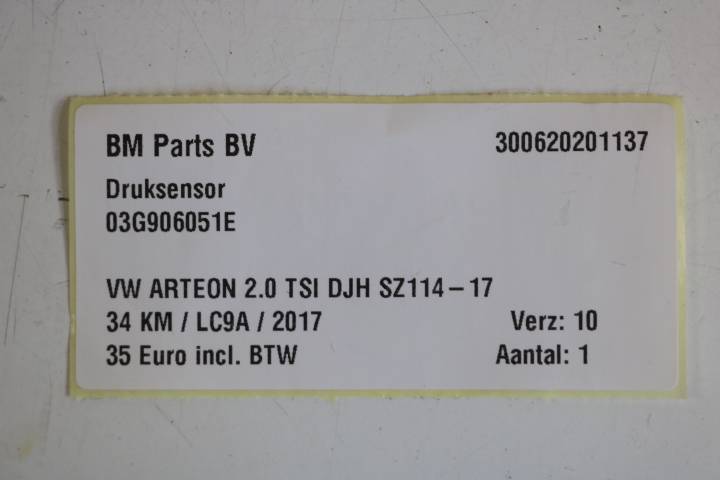 BM Parts BV 300620201137
Druksensor
03G906051E
VW ARTEON 2.0 TSI DJH SZ114-17
34 KM / LC9A / 2017 Verz: 10
35 Euro incl. BTW Aantal: 1